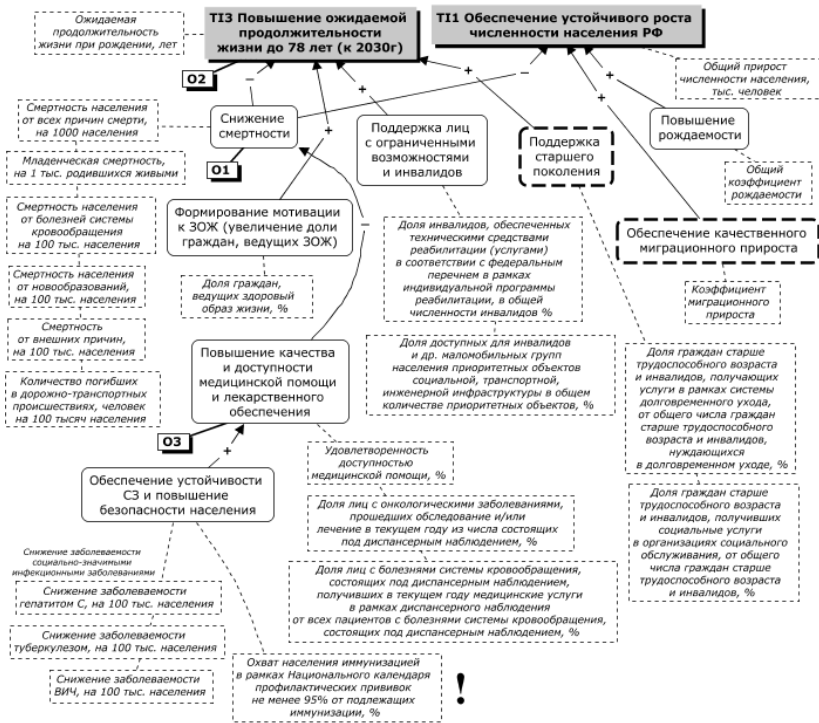 Ожидаемая
продолжительность
жизни при рождении, лет
TI3 Повышение ожидаемой
продолжительности
жизни до 78 лет (к 2030г)
TI1 Обеспечение устойчивого роста
численности населения РФ
O2
Общий прирост
численности населения,
тыс. человек
Смертность населения
от всех причин смерти,
на 1000 населения
Снижение
смертности
O1
Поддержка лиц
с ограниченными
возможностями
и инвалидов
Поддержка
старшего
поколения
Повышение
рождаемости
Общий
коэффициент
рождаемости
Младенческая смертность,
на 1 тыс. родившихся живыми
Смертность населения
от болезней системы
кровообращения
на 100 тыс. населения
Смертность населения
от новообразований,
на 100 тыс. населения
Смертность
от внешних причин,
на 100 тыс. населения
Количество погибших
в дорожно-транспортных
происшествиях, человек
на 100 тысяч населения
Формирование мотивации
к ЗОЖ (увеличение доли
граждан, ведущих ЗОЖ)
Доля граждан,
ведущих здоровый
образ жизни, %
Доля инвалидов, обеспеченных
техническими средствами
реабилитации (услугами)
в соответствии с федеральным
перечнем в рамках
индивидуальной программы
реабилитации, в общей
численности инвалидов %
Обеспечение качественного
миграционного прироста
Коэффициент
миграционного
прироста
Доля доступных для инвалидов
и др. маломобильных групп
населения приоритетных объектов
социальной, транспортной,
инженерной инфраструктуры в общем
количестве приоритетных объектов, %
Повышение качества
и доступности
медицинской помощи
и лекарственного
обеспечения
O3
Доля граждан старше
трудоспособного возраста
и инвалидов, получающих
услуги в рамках системы
долговременного ухода,
от общего числа граждан
старше трудоспособного
возраста и инвалидов,
нуждающихся
в долговременном уходе, %
Удовлетворенность
доступностью
медицинской помощи, %
Обеспечение устойчивости
СЗ и повышение
безопасности населения
Доля лиц с онкологическими заболеваниями,
прошедших обследование и/или
лечение в текущем году из числа состоящих
под диспансерным наблюдением, %
Доля граждан старше
трудоспособного возраста
и инвалидов, получивших
социальные услуги
в организациях социального
обслуживания, от общего
числа граждан старше
трудоспособного возраста
и инвалидов, %
Снижение заболеваемости
социально-значимыми
инфекционными заболеваниями
Снижение заболеваемости
гепатитом С, на 100 тыс. населения
Доля лиц с болезнями системы кровообращения,
состоящих под диспансерным наблюдением,
получивших в текущем году медицинские услуги
в рамках диспансерного наблюдения
от всех пациентов с болезнями системы кровообращения,
состоящих под диспансерным наблюдением, %
Снижение заболеваемости
туберкулезом, на 100 тыс. населения
Снижение заболеваемости
ВИЧ, на 100 тыс. населения
Охват населения иммунизацией
в рамках Национального календаря
профилактических прививок
не менее 95% от подлежащих
иммунизации, %
!